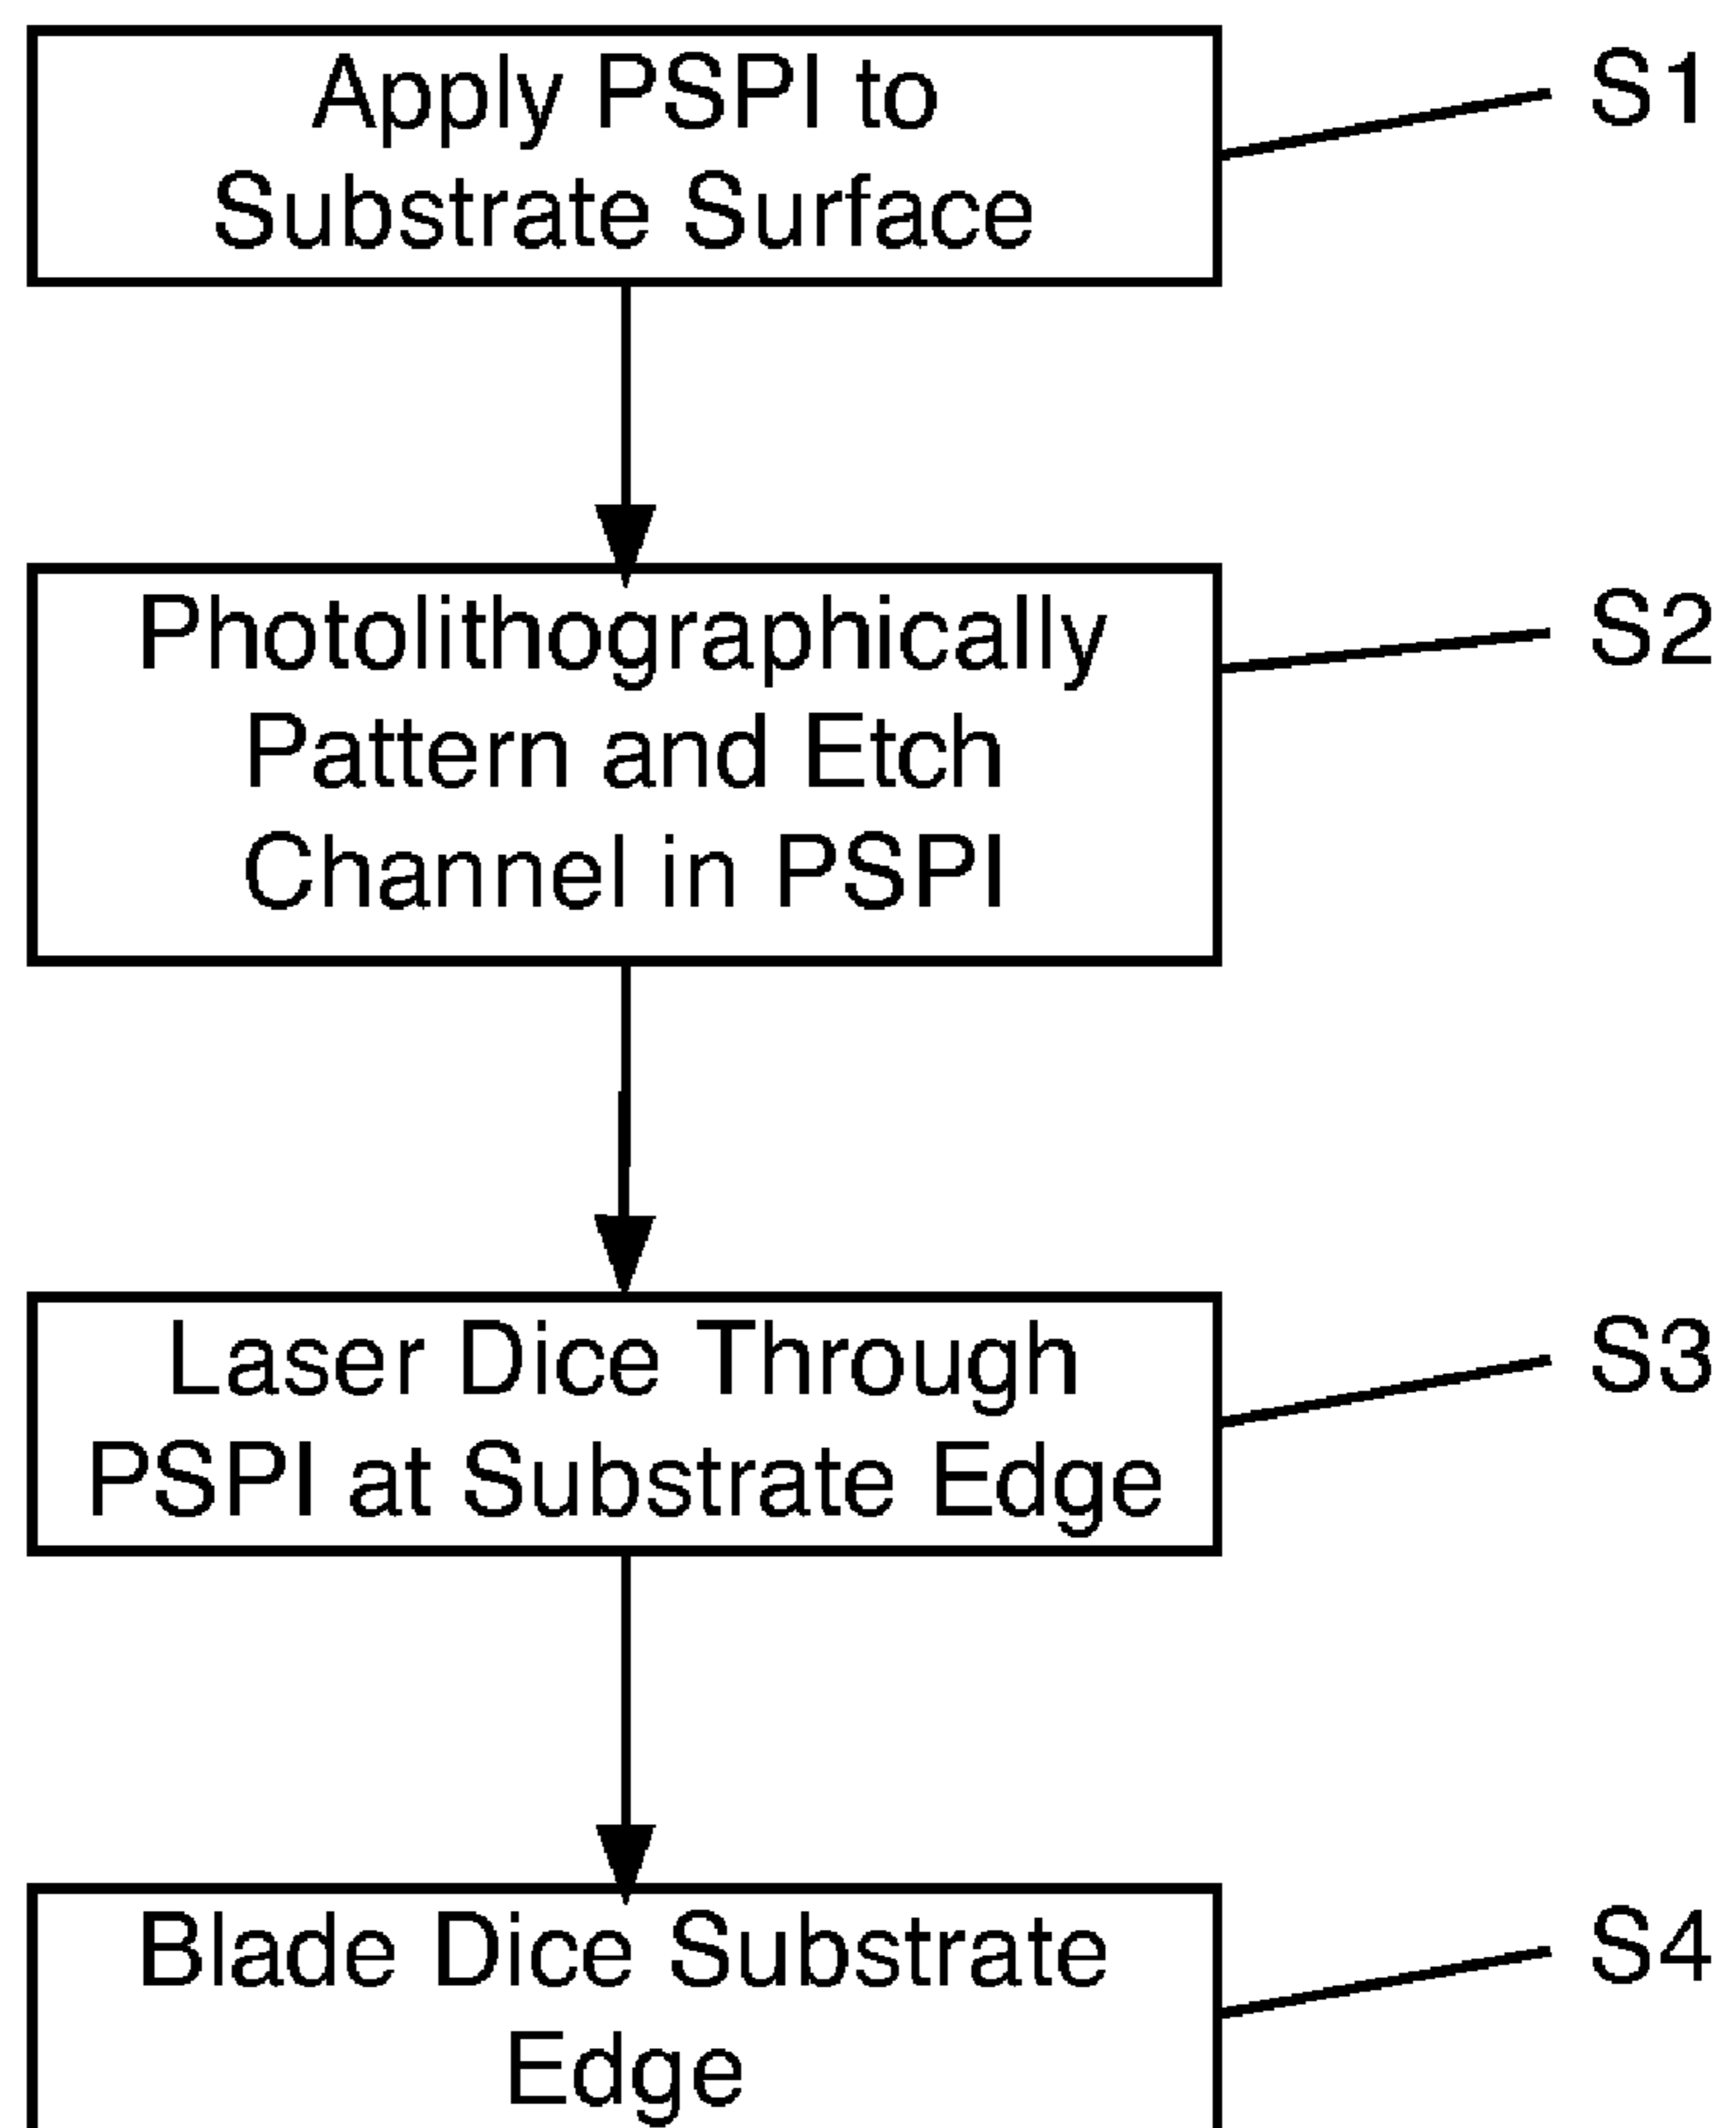 Apply PSPI to
Substrate Surface
S1
Photolithographically
Pattern and Etch
Channel in PSPI
S2
Laser Dice Through
PSPI at Substrate Edge
S3
Blade Dice Substrate
Edge
S4